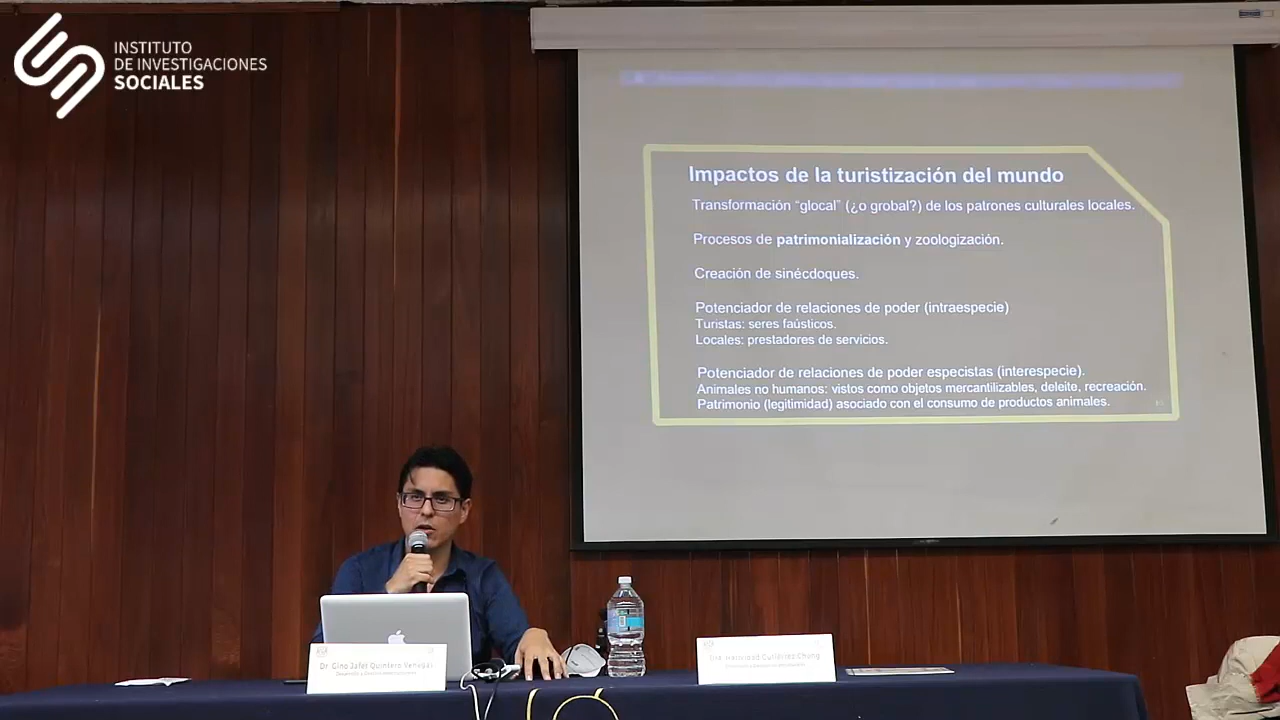 INSTITUTO
DE INVESTIGACIONES
SOCIALES
Impactos de la turistización del mundo
Transformación “glocal” (¿o grobal?) de los patrones culturales locales.
Procesos de patrimonialización y zoologización.
Creación de sinécdoques.
Potenciador de relaciones de poder (intraespecie)
Turistas: seres faústicos.
Locales: prestadores de servicios.
Potenciador de relaciones de poder especistas (interespecie).
Animales no humanos: vistos como objetos mercantilizables, deleite, recreación.
Patrimonio (legitimidad) asociado con el consumo de productos animales.
Dr. Gino Jafet Quintero Venegas
Gutiérrez Chong